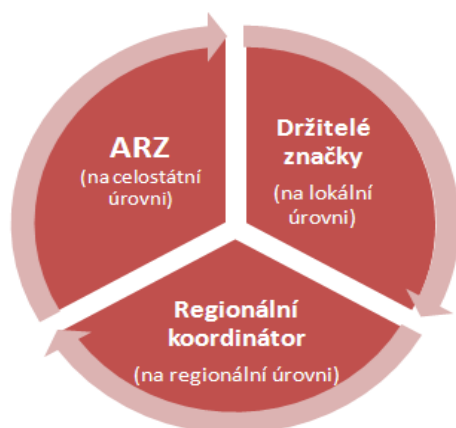 ARZ
(na celostátní
úrovni)
Držitelé
značky
(na lokální
úrovni)
Regionální
koordinátor
(na regionální úrovni)